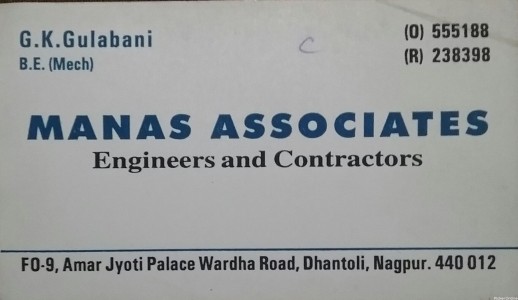 G.K.Gulabani
B.E. (Mech)
(O) 555188
(R) 238398
C
MANAS ASSOCIATES
Engineers and Contractors
FO-9, Amar Jyoti Palace Wardha Road, Dhantoli, Nagpur. 440 012